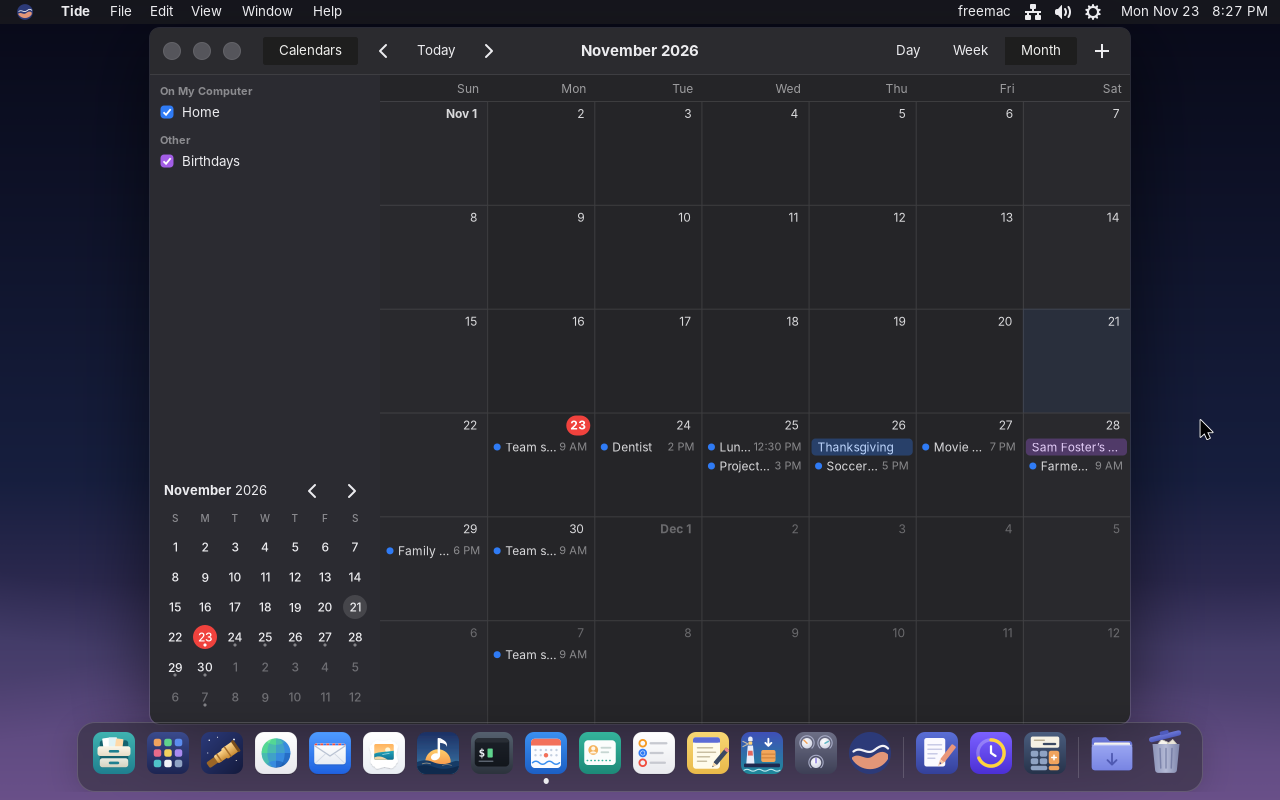 Tide File Edit View Window Help freemac Mon Nov 23 8:27 PM
Calendars Today November 2026 Day Week Month
On My Computer
Home
Other
Birthdays
Sun Mon Tue Wed Thu Fri Sat
Nov 1 2 3 4 5 6 7
8 9 10 11 12 13 14
15 16 17 18 19 20 21
22 23 24 25 26 27 28
Team s... 9 AM Dentist 2 PM Lun... 12:30 PM Thanksgiving Movie ... 7 PM Sam Foster's ...
Project... 3 PM Soccer... 5 PM Farme... 9 AM
29 30 Dec 1 2 3 4 5
Family ... 6 PM Team s... 9 AM
6 7 8 9 10 11 12
Team s... 9 AM
November 2026
S M T W T F S
1 2 3 4 5 6 7
8 9 10 11 12 13 14
15 16 17 18 19 20 21
22 23 24 25 26 27 28
29 30 1 2 3 4 5
6 7 8 9 10 11 12
$